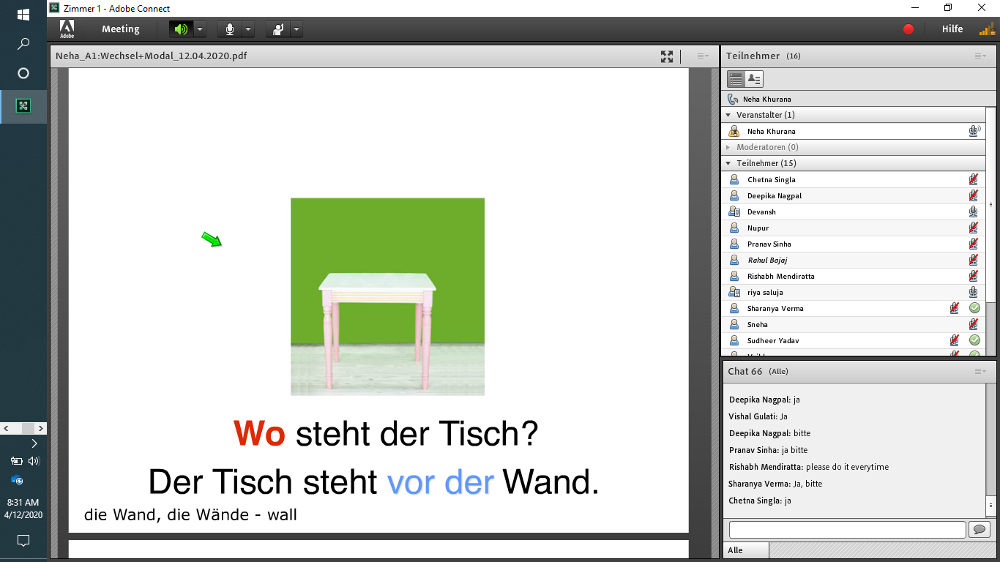 Zimmer 1 - Adobe Connect
Adobe
Meeting
Hilfe
Neha_A1:Wechsel+Modal_12.04.2020.pdf
Wo steht der Tisch?
Der Tisch steht vor der Wand.
die Wand, die Wände - wall
Teilnehmer (16)
Neha Khurana
Veranstalter (1)
Neha Khurana
Moderatoren (0)
Teilnehmer (15)
Chetna Singla
Deepika Nagpal
Devansh
Nupur
Pranav Sinha
Rahul Bajaj
Rishabh Mendiratta
riya saluja
Sharanya Verma
Sneha
Sudheer Yadav
Chat 66 (Alle)
Deepika Nagpal: ja
Vishal Gulati: Ja
Deepika Nagpal: bitte
Pranav Sinha: ja bitte
Rishabh Mendiratta: please do it everytime
Sharanya Verma: Ja, bitte
Chetna Singla: ja
Alle
8:31 AM
4/12/2020